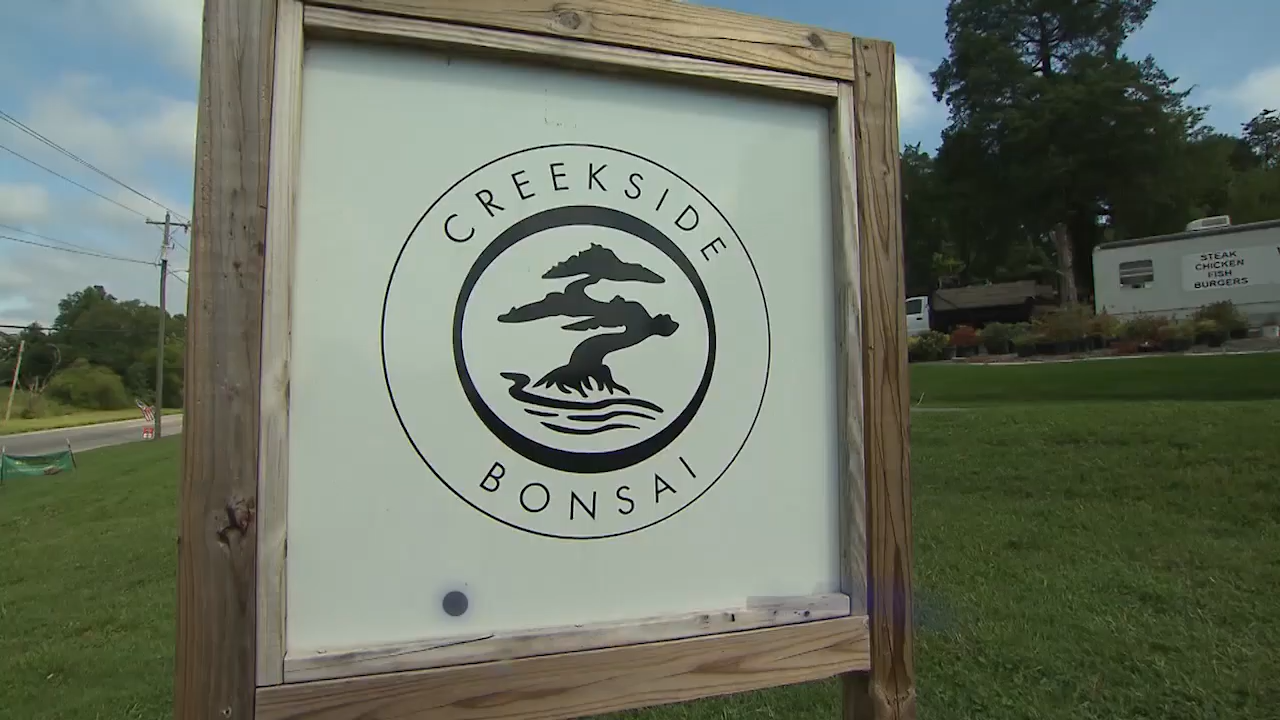 CREEKSIDE
BONSAI
STEAK
CHICKEN
FISH
BURGERS